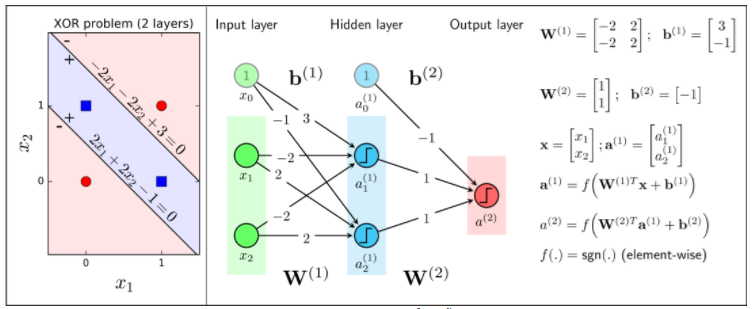 XOR problem (2 layers)
-
+
−2x₁ − 2x₂ + 3 = 0
+
-
2x₁ + 2x₂ − 1 = 0
1
0
x₂
0
1
x₁
Input layer
Hidden layer
Output layer
1
b⁽¹⁾
1
b⁽²⁾
x₀
a₀⁽¹⁾
−1
3
−1
−2
2
x₁
a₁⁽¹⁾
1
−2
2
1
a⁽²⁾
x₂
a₂⁽¹⁾
W⁽¹⁾
W⁽²⁾
W⁽¹⁾ = [−2 2; −2 2]; b⁽¹⁾ = [3; −1]
W⁽²⁾ = [1; 1]; b⁽²⁾ = [−1]
x = [x₁; x₂]; a⁽¹⁾ = [a₁⁽¹⁾; a₂⁽¹⁾]
a⁽¹⁾ = f(W⁽¹⁾ᵀx + b⁽¹⁾)
a⁽²⁾ = f(W⁽²⁾ᵀa⁽¹⁾ + b⁽²⁾)
f(.) = sgn(.) (element-wise)